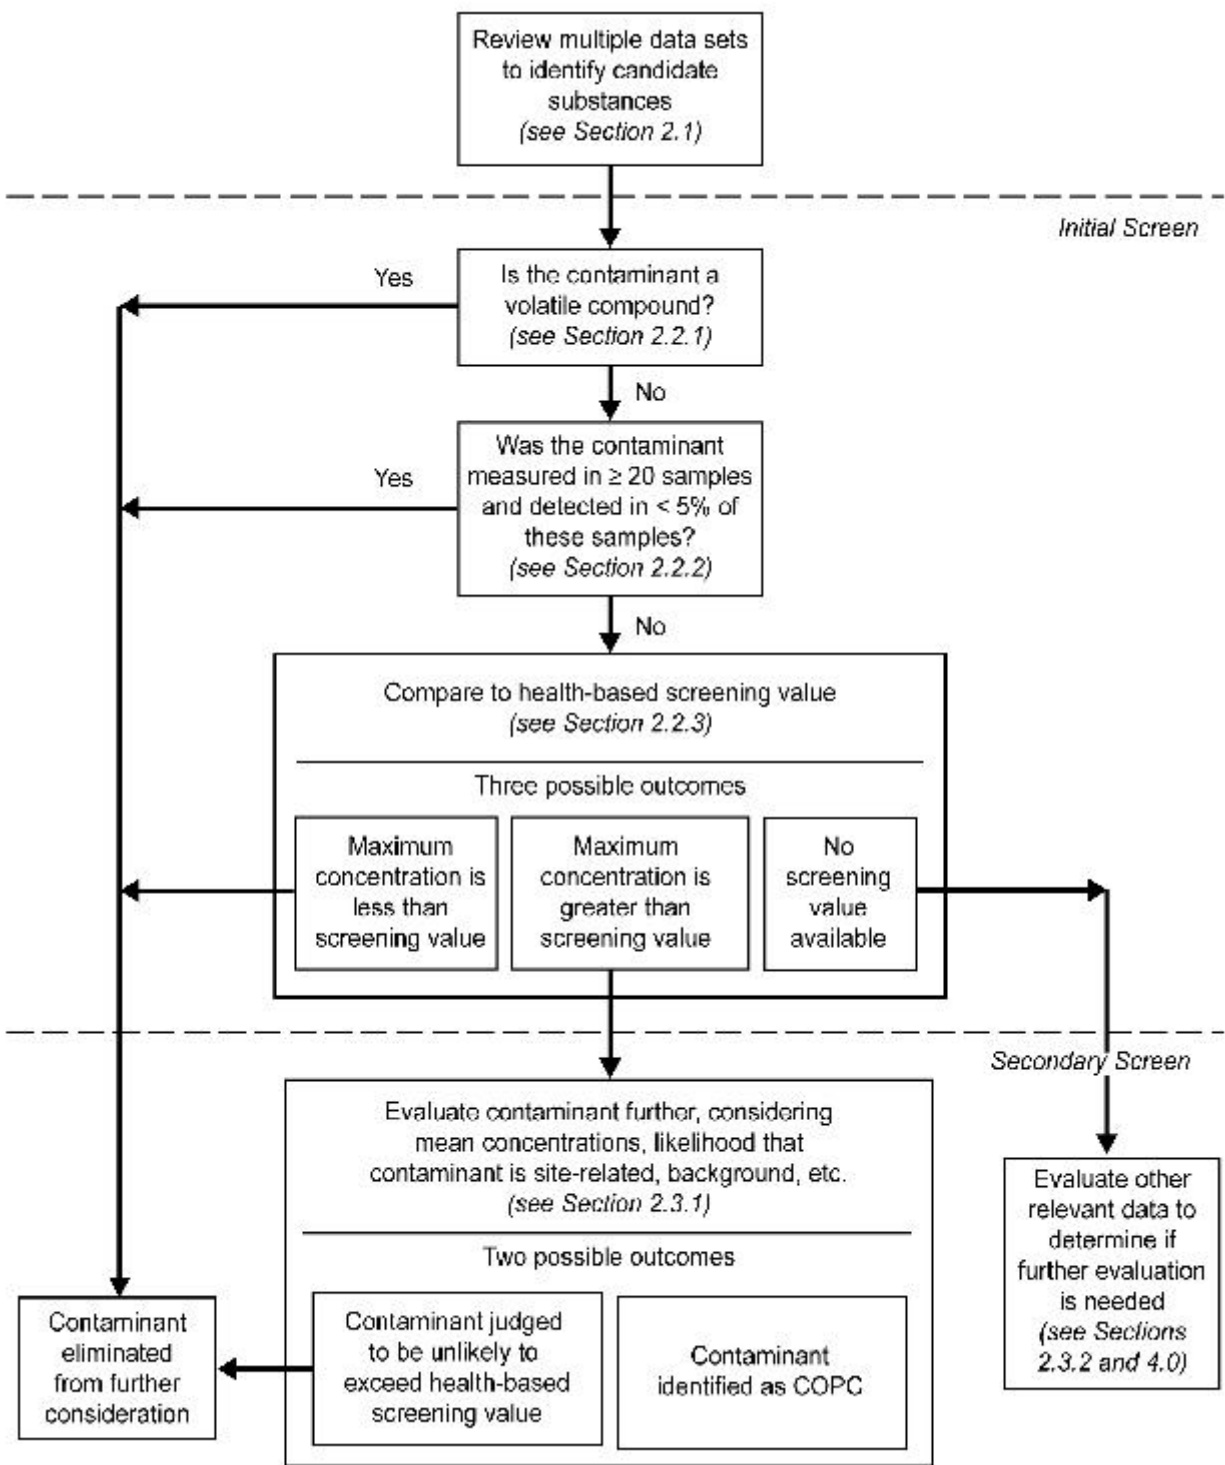 Review multiple data sets
to identify candidate
substances
(see Section 2.1)
Initial Screen
Yes
Is the contaminant a
volatile compound?
(see Section 2.2.1)
No
Yes
Was the contaminant
measured in ≥ 20 samples
and detected in < 5% of
these samples?
(see Section 2.2.2)
No
Compare to health-based screening value
(see Section 2.2.3)
Three possible outcomes
Maximum
concentration is
less than
screening value
Maximum
concentration is
greater than
screening value
No
screening
value
available
Secondary Screen
Evaluate contaminant further, considering
mean concentrations, likelihood that
contaminant is site-related, background, etc.
(see Section 2.3.1)
Two possible outcomes
Contaminant judged
to be unlikely to
exceed health-based
screening value
Contaminant
identified as COPC
Contaminant
eliminated
from further
consideration
Evaluate other
relevant data to
determine if
further evaluation
is needed
(see Sections
2.3.2 and 4.0)